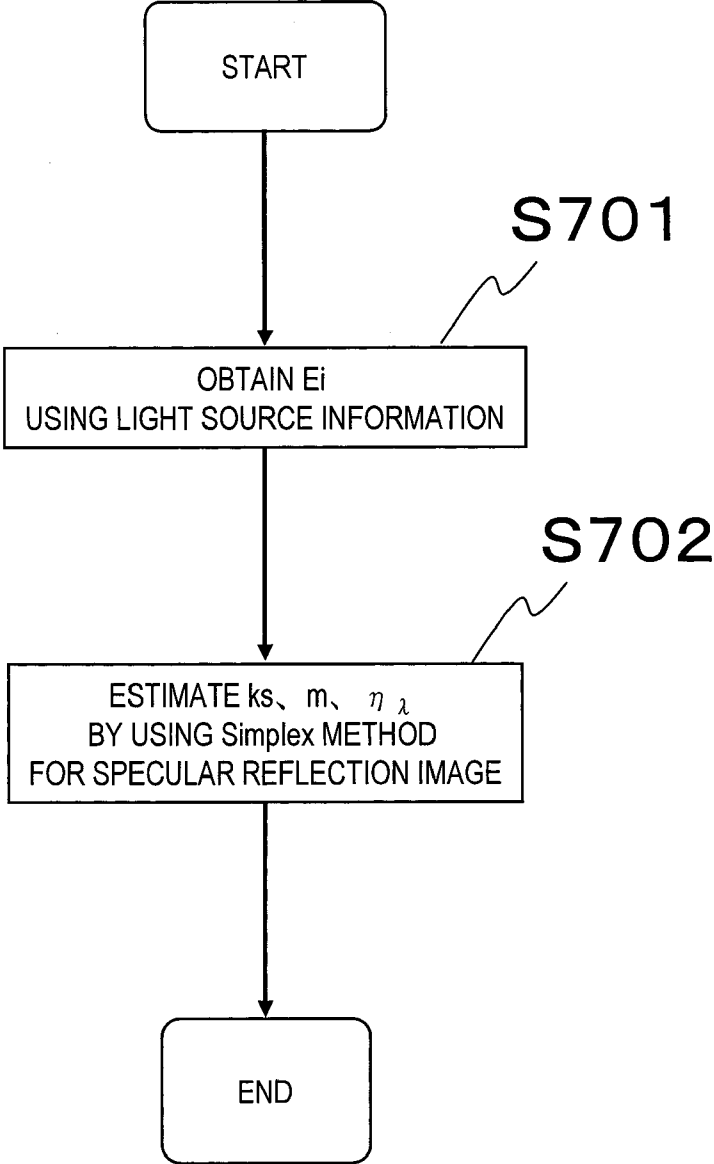 START
S701
OBTAIN Ei
USING LIGHT SOURCE INFORMATION
S702
ESTIMATE ks、m、η λ
BY USING Simplex METHOD
FOR SPECULAR REFLECTION IMAGE
END